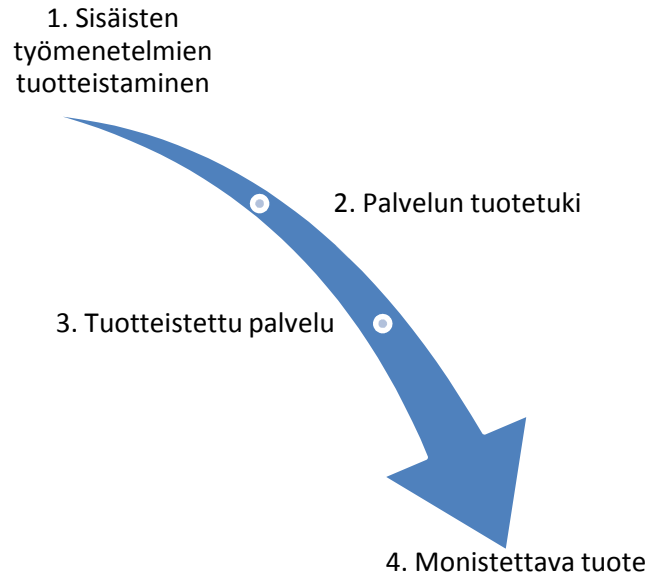 1. Sisäisten
työmenetelmien
tuotteistaminen
2. Palvelun tuotetuki
3. Tuotteistettu palvelu
4. Monistettava tuote